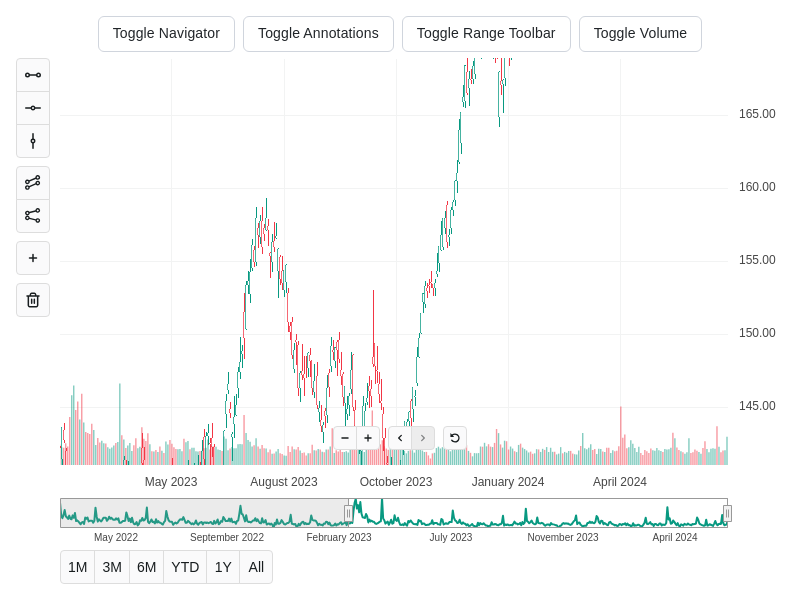 Toggle Navigator Toggle Annotations Toggle Range Toolbar Toggle Volume
165.00
160.00
155.00
150.00
145.00
May 2023 August 2023 October 2023 January 2024 April 2024
May 2022 September 2022 February 2023 July 2023 November 2023 April 2024
1M 3M 6M YTD 1Y All